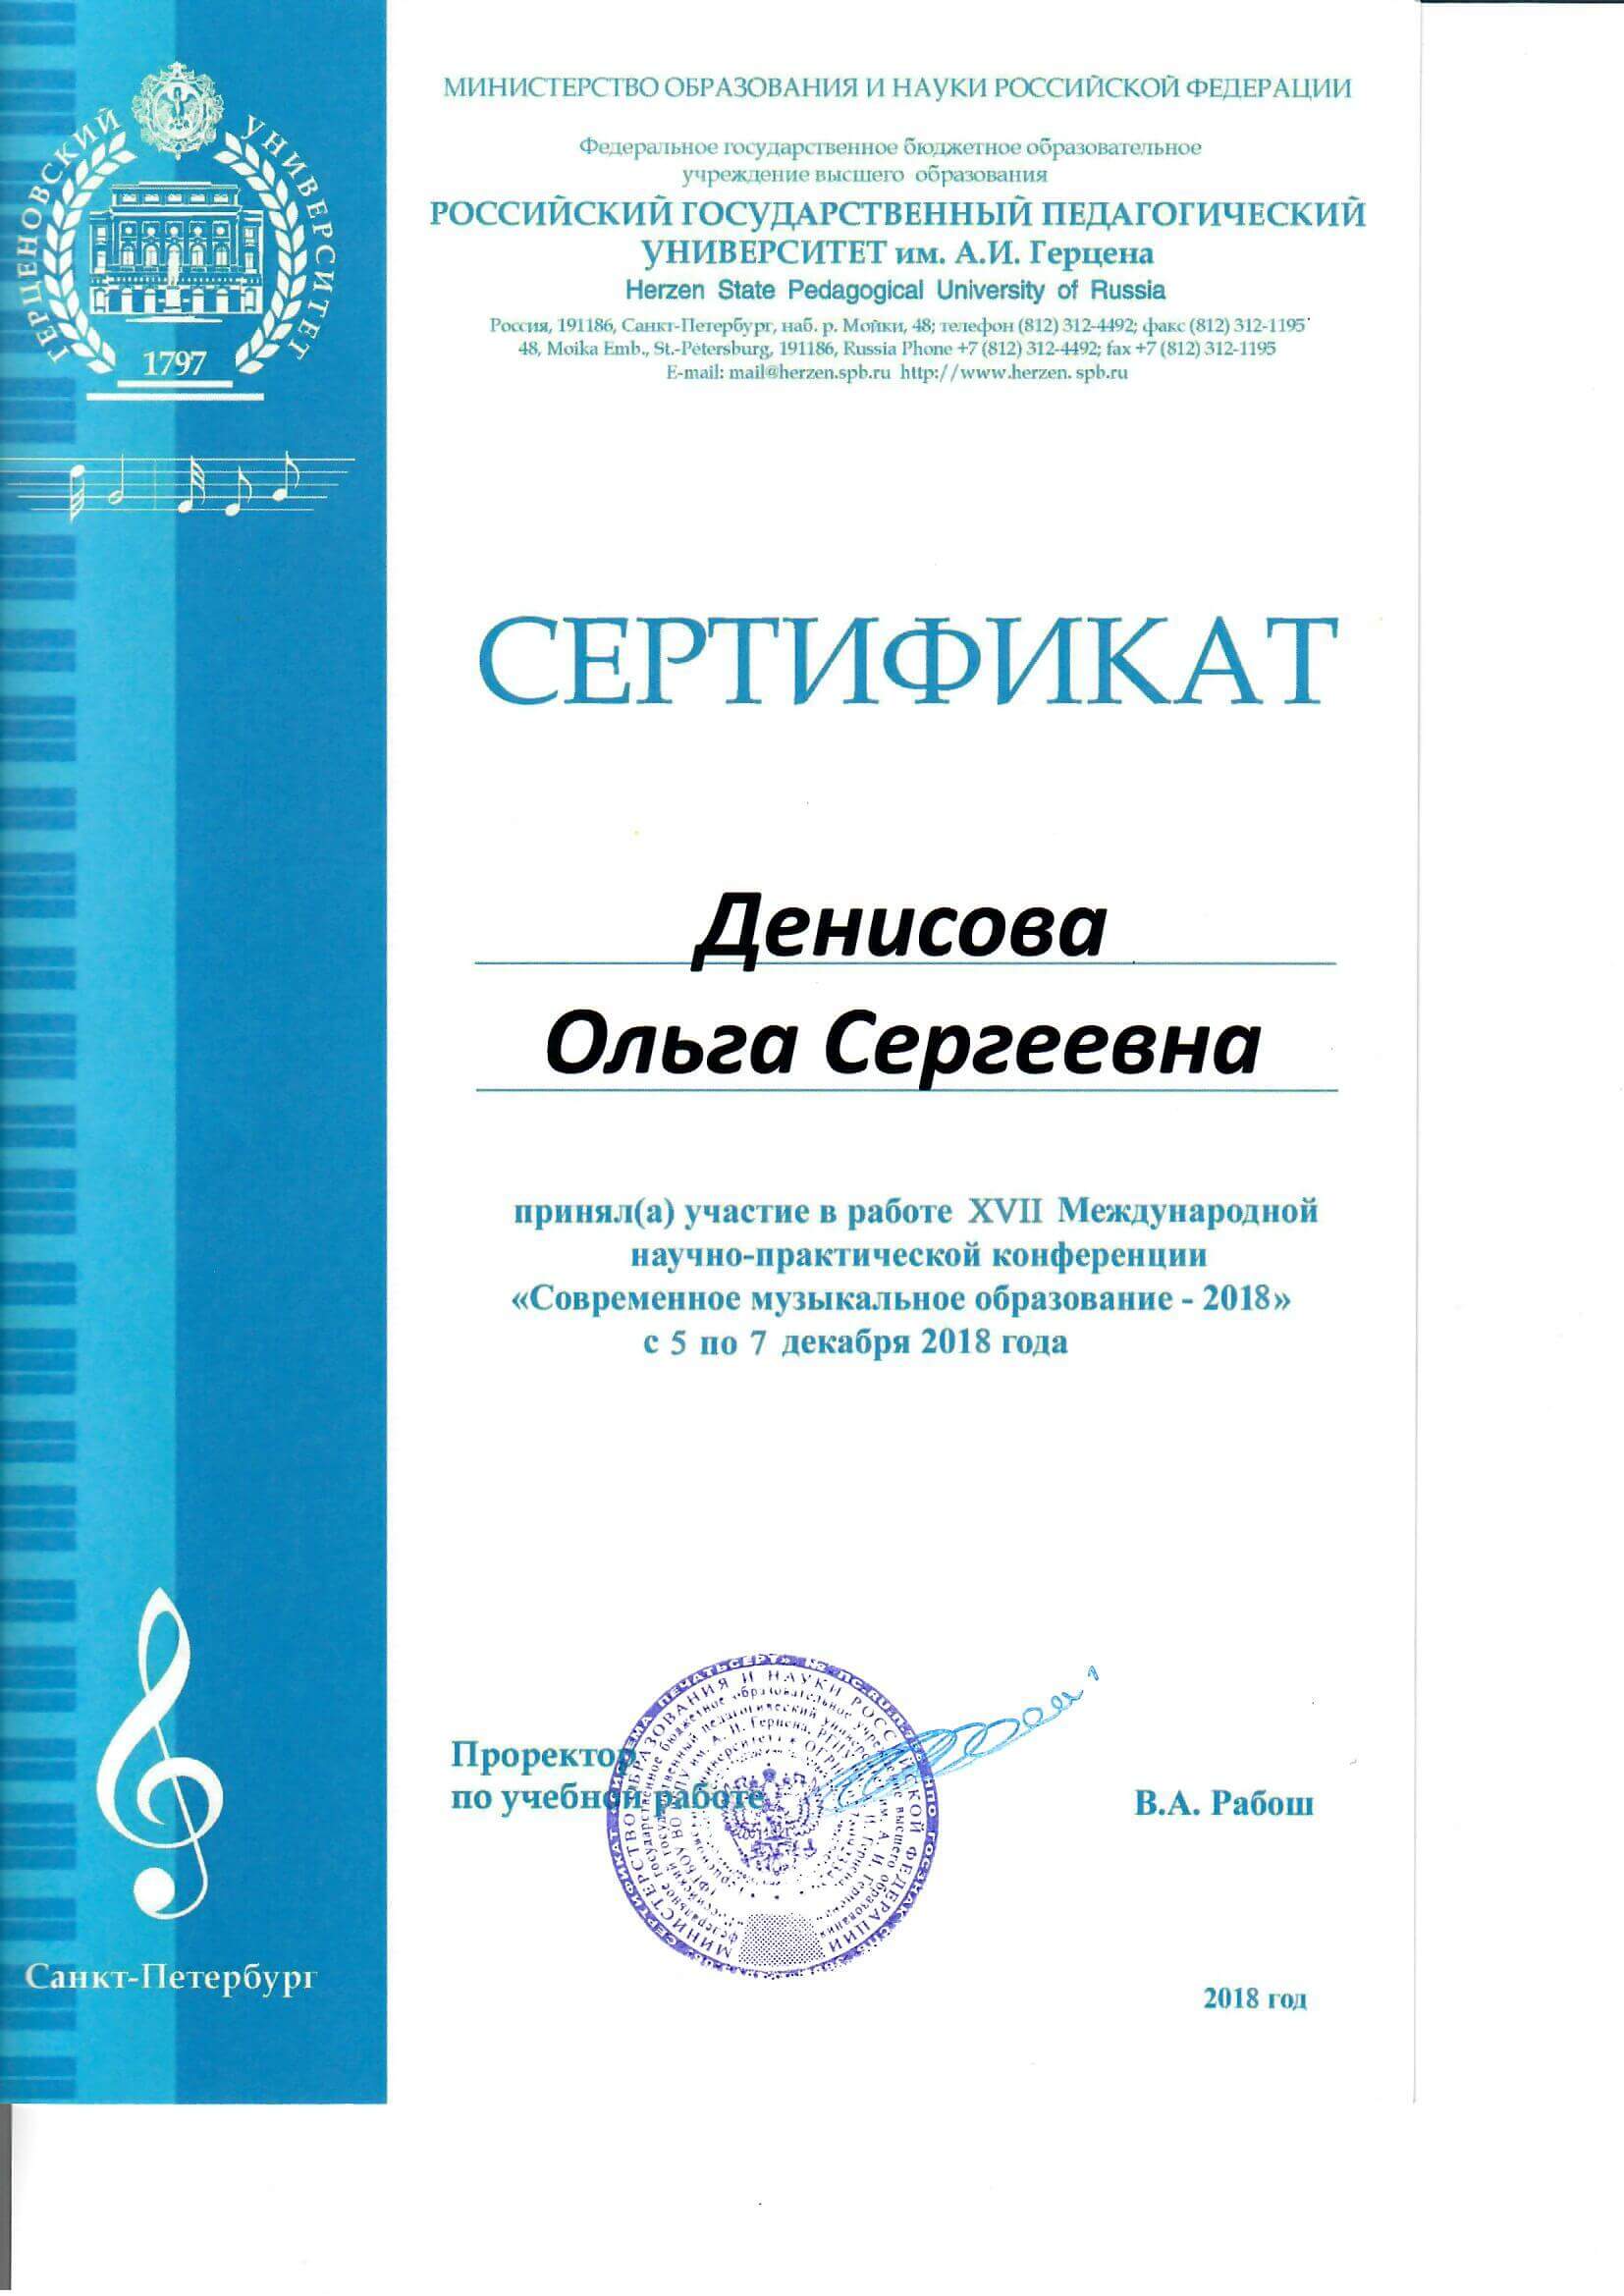 ГЕРЦЕНОВСКИЙ УНИВЕРСИТЕТ
1797
МИНИСТЕРСТВО ОБРАЗОВАНИЯ И НАУКИ РОССИЙСКОЙ ФЕДЕРАЦИИ
Федеральное государственное бюджетное образовательное
учреждение высшего образования
РОССИЙСКИЙ ГОСУДАРСТВЕННЫЙ ПЕДАГОГИЧЕСКИЙ
УНИВЕРСИТЕТ им. А.И. Герцена
Herzen State Pedagogical University of Russia
Россия, 191186, Санкт-Петербург, наб. р. Мойки, 48; телефон (812) 312-4492; факс (812) 312-1195
48, Moika Emb., St.-Petersburg, 191186, Russia Phone +7 (812) 312-4492; fax +7 (812) 312-1195
E-mail: mail@herzen.spb.ru http://www.herzen. spb.ru
СЕРТИФИКАТ
Денисова
Ольга Сергеевна
принял(а) участие в работе XVII Международной
научно-практической конференции
«Современное музыкальное образование - 2018»
с 5 по 7 декабря 2018 года
Проректор
по учебной работе
В.А. Рабош
МИНИСТЕРСТВО ОБРАЗОВАНИЯ И НАУКИ РОССИЙСКОЙ ФЕДЕРАЦИИ
Санкт-Петербург
2018 год